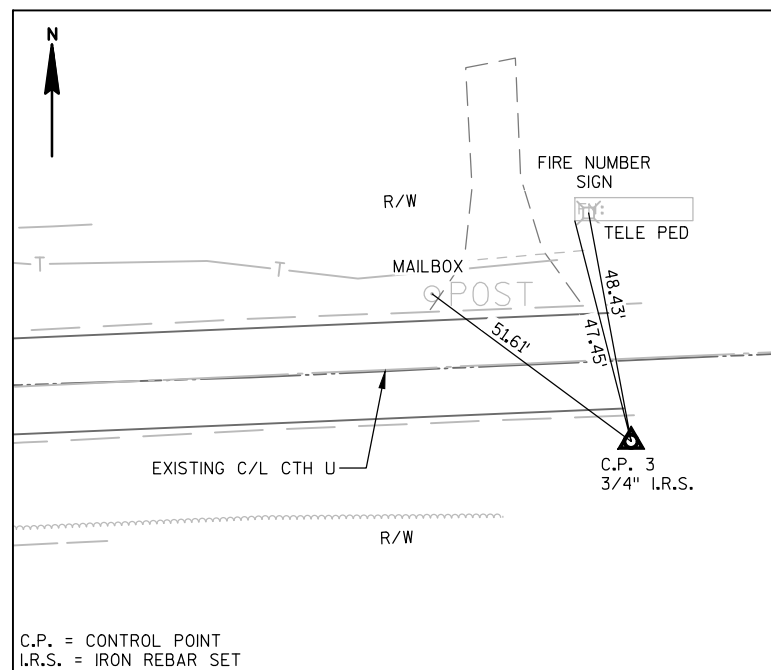 N
FIRE NUMBER
SIGN
R/W
TELE PED
T
T
MAILBOX
POST
48.43'
47.45'
51.61'
EXISTING C/L CTH U
C.P. 3
3/4" I.R.S.
R/W
C.P. = CONTROL POINT
I.R.S. = IRON REBAR SET